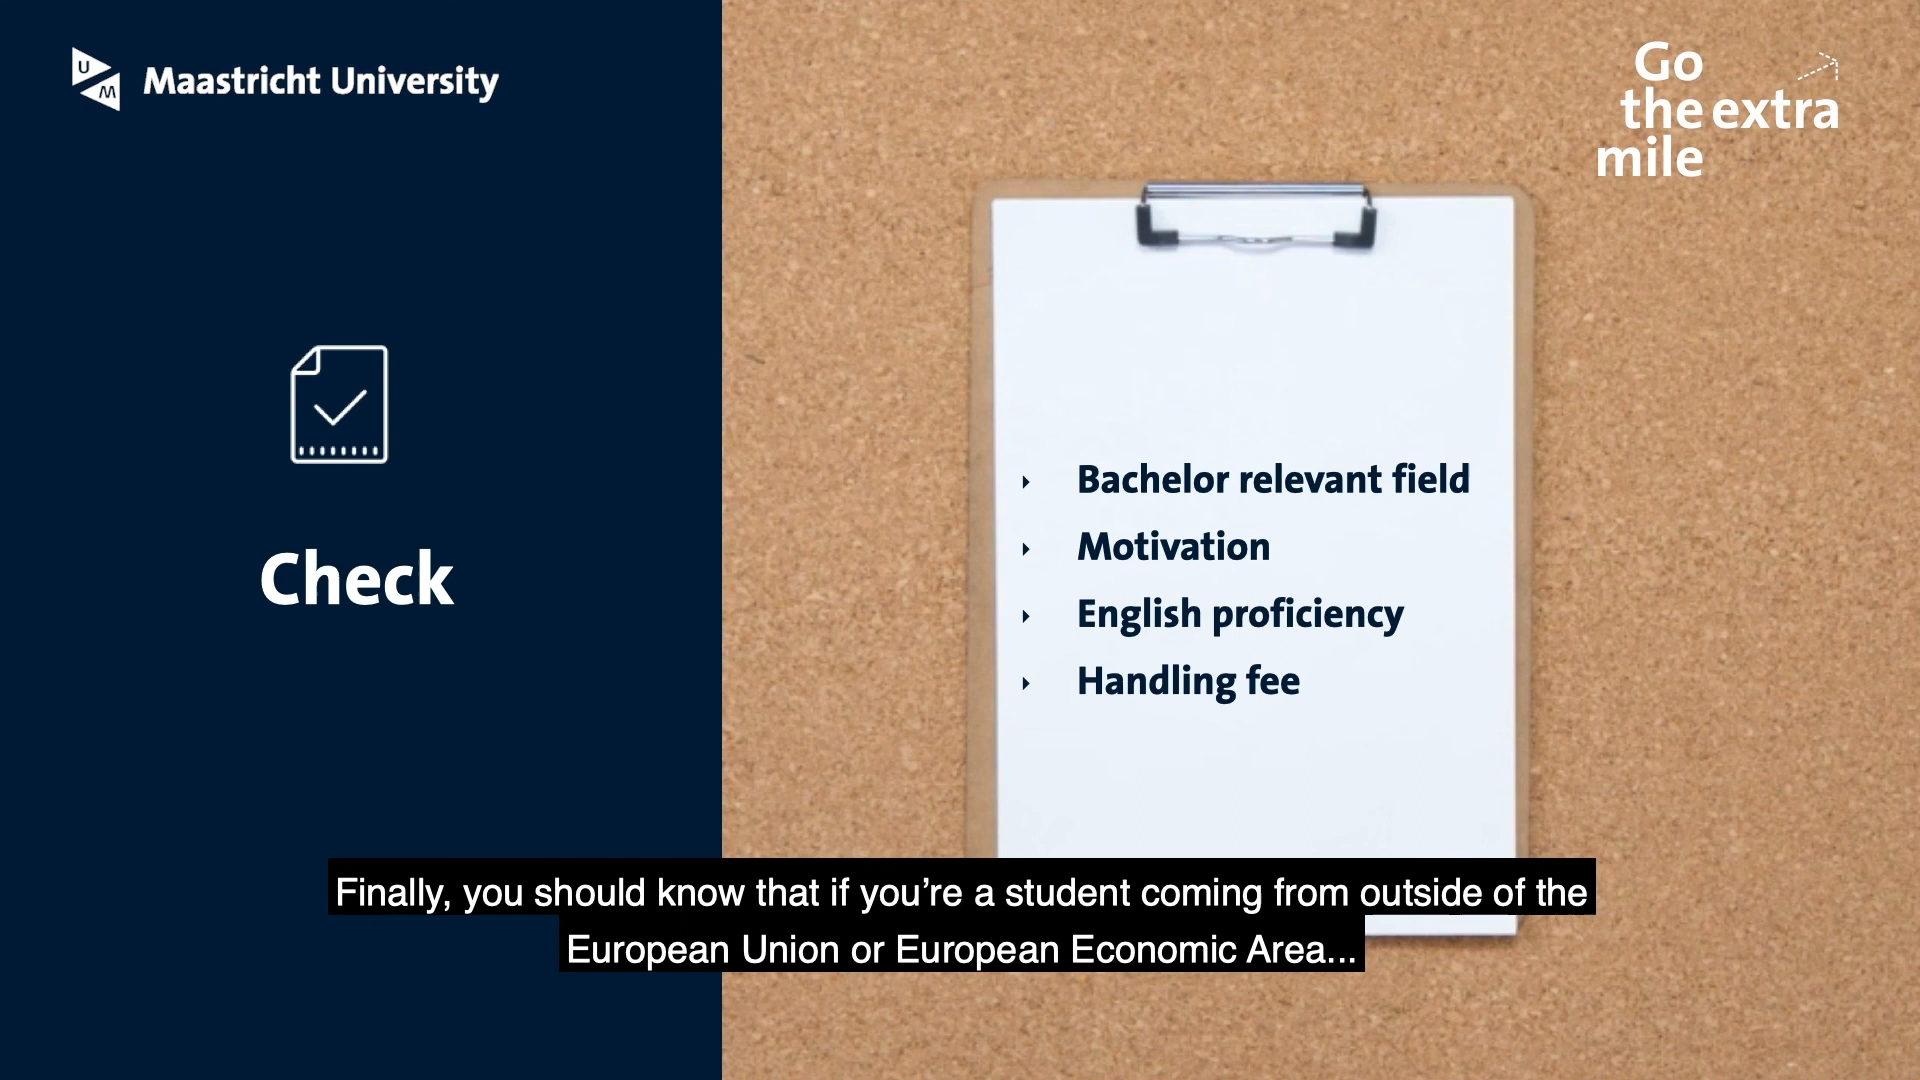 UM
Maastricht University
Go
the extra
mile
Check
‣ Bachelor relevant field
‣ Motivation
‣ English proficiency
‣ Handling fee
Finally, you should know that if you’re a student coming from outside of the
European Union or European Economic Area...